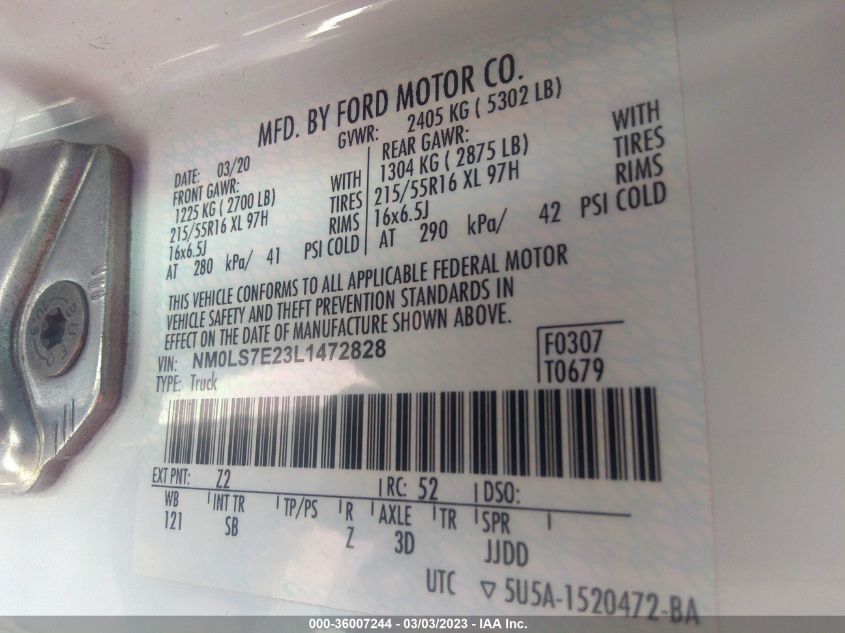 MFD. BY FORD MOTOR CO.
DATE: 03/20 GVWR: 2405 KG ( 5302 LB)
FRONT GAWR: REAR GAWR:
1225 KG ( 2700 LB) WITH 1304 KG ( 2875 LB) WITH
215/55R16 XL 97H TIRES 215/55R16 XL 97H TIRES
16x6.5J RIMS 16x6.5J RIMS
AT 280 kPa/ 41 PSI COLD AT 290 kPa/ 42 PSI COLD
THIS VEHICLE CONFORMS TO ALL APPLICABLE FEDERAL MOTOR
VEHICLE SAFETY AND THEFT PREVENTION STANDARDS IN
EFFECT ON THE DATE OF MANUFACTURE SHOWN ABOVE.
VIN: NM0LS7E23L1472828 F0307
TYPE: Truck T0679
EXT PNT: Z2 RC: 52 DSO:
WB INT TR TP/PS R AXLE TR SPR
121 SB Z 3D JJDD
UTC ▽ 5U5A-1520472-BA
000-36007244 - 03/03/2023 - IAA Inc.